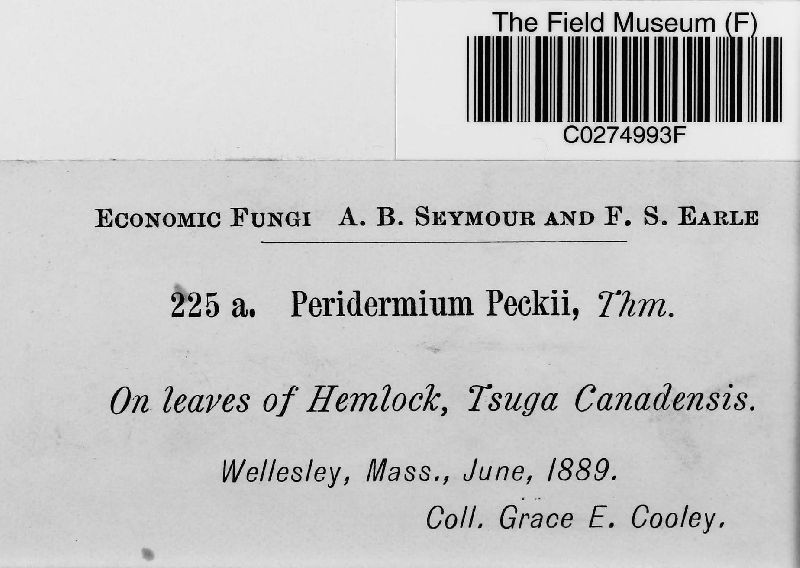 The Field Museum (F)
C0274993F
Economic Fungi A. B. Seymour and F. S. Earle
225 a. Peridermium Peckii, Thm.
On leaves of Hemlock, Tsuga Canadensis.
Wellesley, Mass., June, 1889.
Coll. Grace E. Cooley.